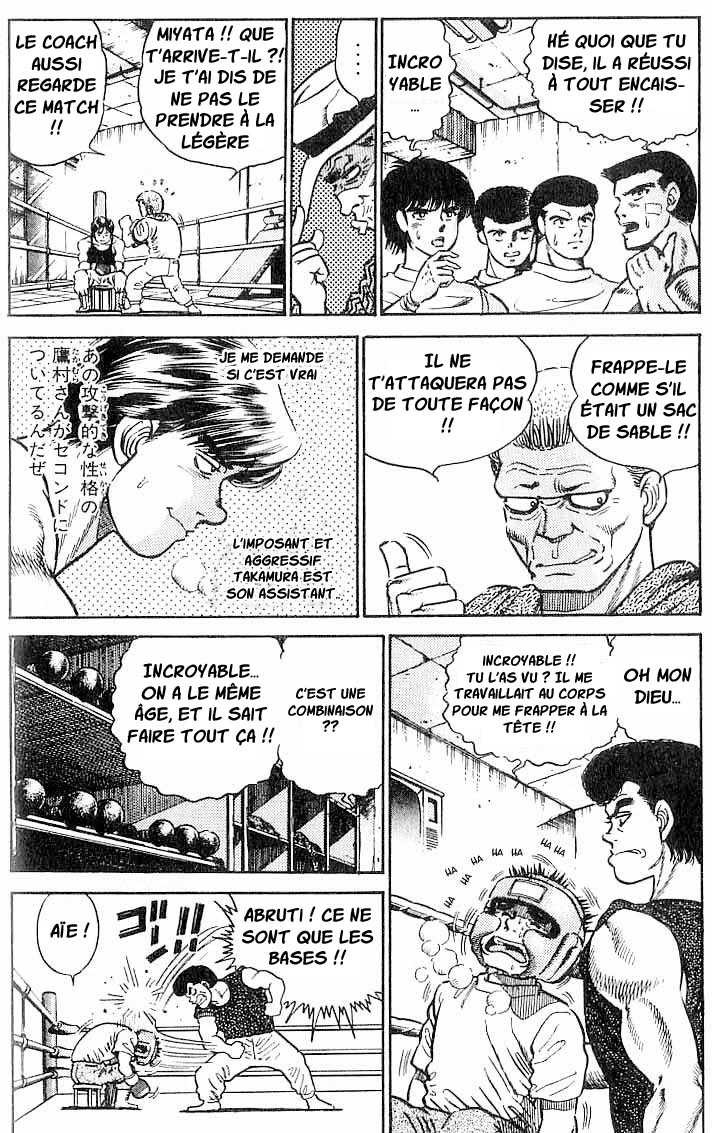 HÉ QUOI QUE TU
DISE, IL A RÉUSSI
À TOUT ENCAIS-
SER !!
INCRO
YABLE
...
...
MIYATA !! QUE
T'ARRIVE-T-IL ?!
JE T'AI DIS DE
NE PAS LE
PRENDRE À LA
LÉGÈRE
LE COACH
AUSSI
REGARDE
CE MATCH
!!
FRAPPE-LE
COMME S'IL
ÉTAIT UN SAC
DE SABLE !!
IL NE
T'ATTAQUERA PAS
DE TOUTE FAÇON
!!
JE ME DEMANDE
SI C'EST VRAI
あの攻撃的な性格の
鷹村さんがセコンドに
ついてるんだぜ
L'IMPOSANT ET
AGGRESSIF
TAKAMURA EST
SON ASSISTANT..
OH MON
DIEU...
INCROYABLE !!
TU L'AS VU ? IL ME
TRAVAILLAIT AU CORPS
POUR ME FRAPPER À LA
TÊTE !!
HA HA HA HA HA HA HA
C'EST UNE
COMBINAISON
??
INCROYABLE...
ON A LE MÊME
ÂGE, ET IL SAIT
FAIRE TOUT ÇA !!
ABRUTI ! CE NE
SONT QUE LES
BASES !!
ゴン!!
AÏE !